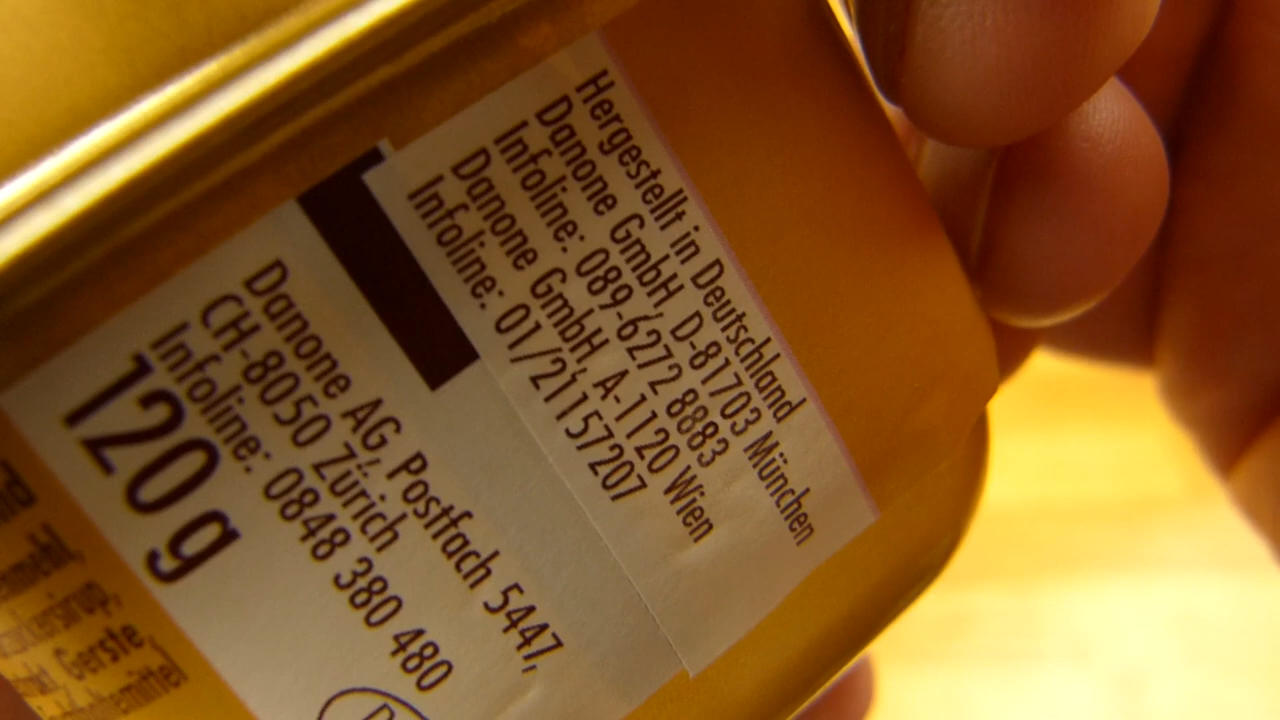 Hergestellt in Deutschland
Danone GmbH, D-81703 München
Infoline: 089-6272 8883
Danone GmbH, A-1120 Wien
Infoline: 01/21157207
Danone AG, Postfach 5447,
CH-8050 Zürich
Infoline: 0848 380 480
120 g
Gerste